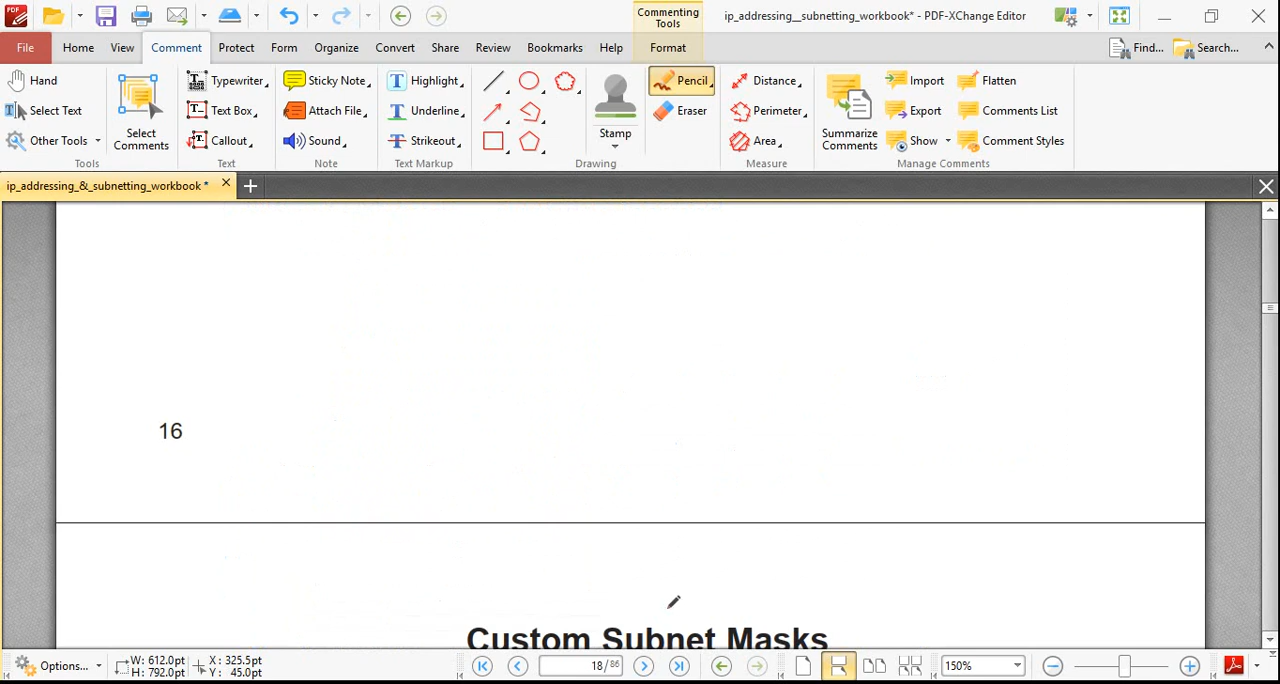 Commenting
Tools
ip_addressing__subnetting_workbook* - PDF-XChange Editor
File
Home
View
Comment
Protect
Form
Organize
Convert
Share
Review
Bookmarks
Help
Format
Find...
Search...
Hand
Select Text
Other Tools
Select
Comments
Tools
Typewriter
Text Box
Callout
Text
Sticky Note
Attach File
Sound
Note
Highlight
Underline
Strikeout
Text Markup
Stamp
Pencil
Eraser
Drawing
Distance
Perimeter
Area
Measure
Summarize
Comments
Import
Export
Show
Flatten
Comments List
Comment Styles
Manage Comments
ip_addressing_&_subnetting_workbook *
16
Custom Subnet Masks
Options...
W: 612.0pt
H: 792.0pt
X: 325.5pt
Y: 45.0pt
18 / 86
150%